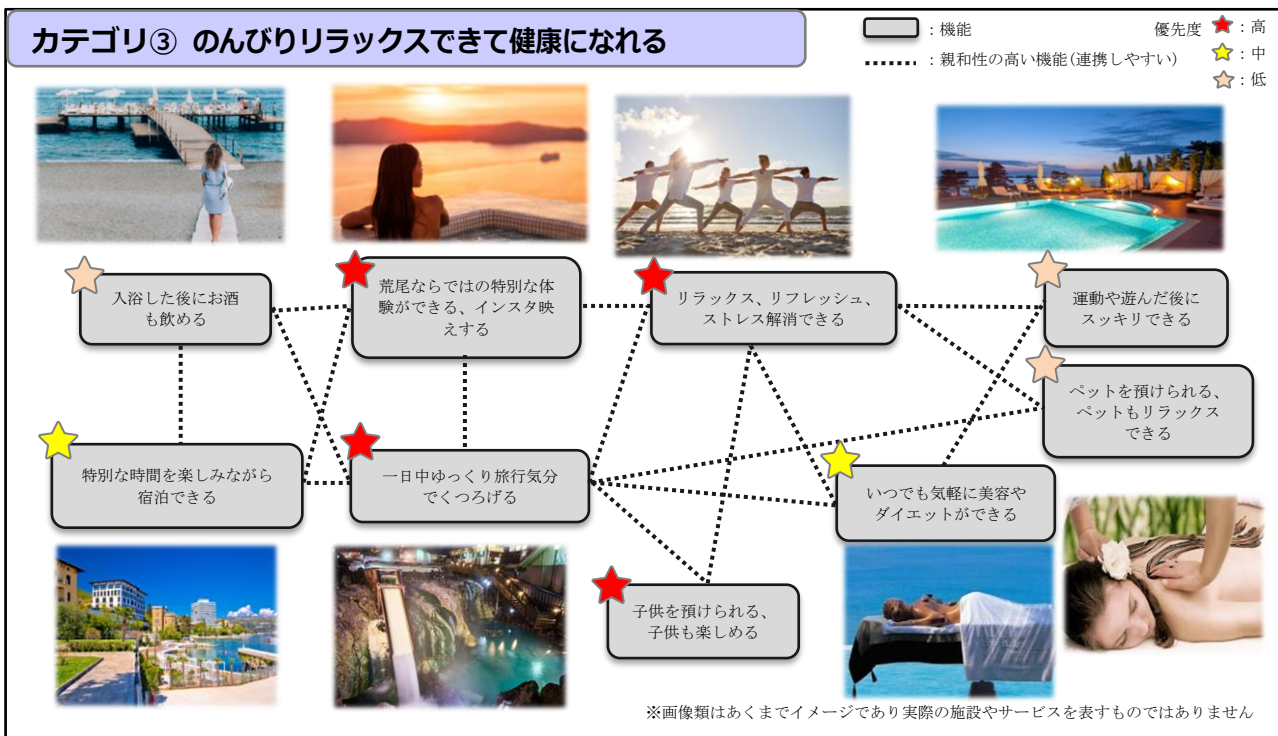 カテゴリ③ のんびりリラックスできて健康になれる
：機能
：親和性の高い機能(連携しやすい)
優先度
：高
：中
：低
入浴した後にお酒
も飲める
荒尾ならではの特別な体
験ができる、インスタ映
えする
リラックス、リフレッシュ、
ストレス解消できる
運動や遊んだ後に
スッキリできる
ペットを預けられる、
ペットもリラックス
できる
特別な時間を楽しみながら
宿泊できる
一日中ゆっくり旅行気分
でくつろげる
いつでも気軽に美容や
ダイエットができる
子供を預けられる、
子供も楽しめる
※画像類はあくまでイメージであり実際の施設やサービスを表すものではありません